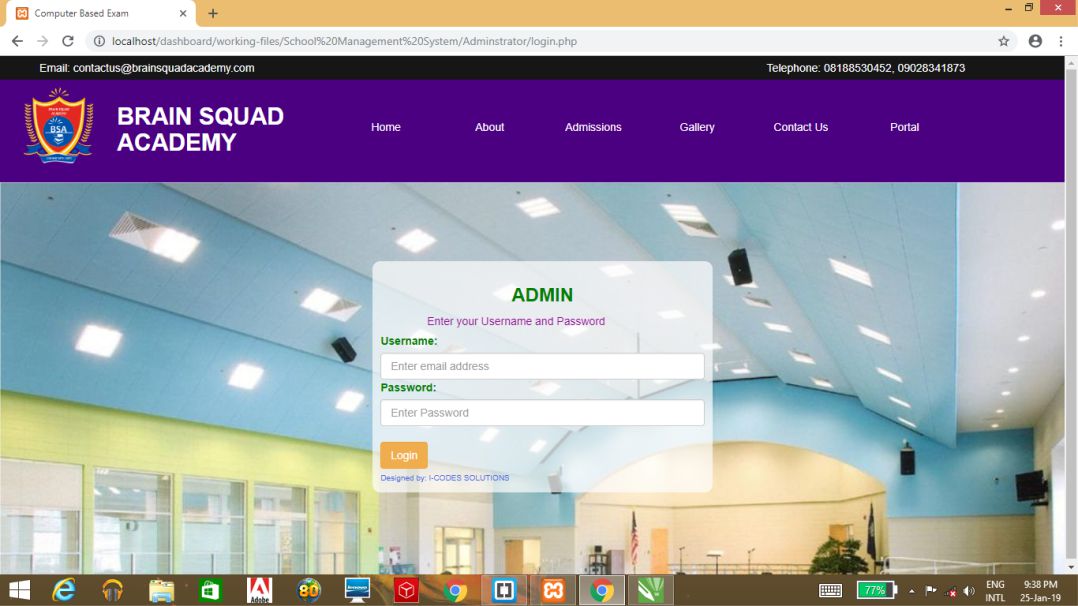 Computer Based Exam
localhost/dashboard/working-files/School%20Management%20System/Adminstrator/login.php
Email: contactus@brainsquadacademy.com
Telephone: 08188530452, 09028341873
BSA
BRAIN SQUAD
ACADEMY
Home
About
Admissions
Gallery
Contact Us
Portal
ADMIN
Enter your Username and Password
Username:
Enter email address
Password:
Enter Password
Login
Designed by: I-CODES SOLUTIONS
Adobe
80
77%
ENG
INTL
9:38 PM
25-Jan-19